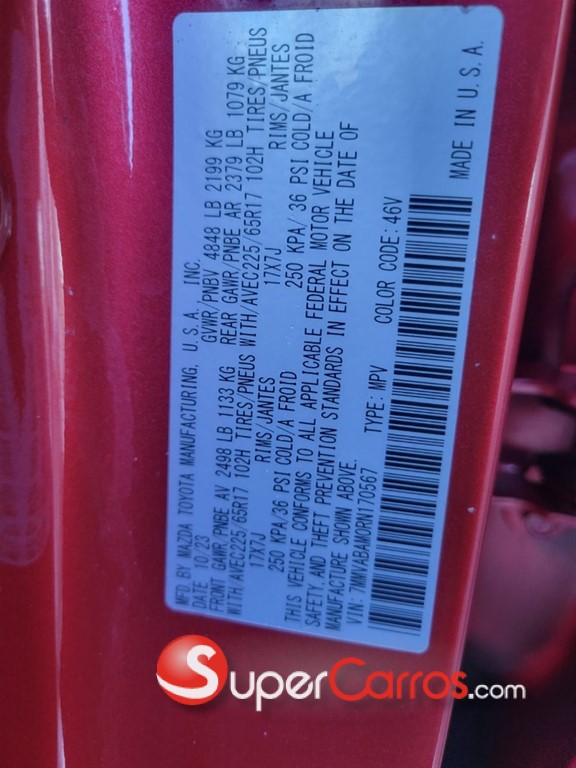 MFD BY MAZDA TOYOTA MANUFACTURING, U.S.A., INC.
DATE 10/23 GVWR/PNBV 4848 LB 2199 KG
FRONT GAWR/PNBE AV 2498 LB 1133 KG REAR GAWR/PNBE AR 2379 LB 1079 KG
WITH/AVEC225/65R17 102H TIRES/PNEUS WITH/AVEC225/65R17 102H TIRES/PNEUS
17X7J RIMS/JANTES 17X7J RIMS/JANTES
250 KPA/36 PSI COLD/A FROID 250 KPA/ 36 PSI COLD/A FROID
THIS VEHICLE CONFORMS TO ALL APPLICABLE FEDERAL MOTOR VEHICLE
SAFETY AND THEFT PREVENTION STANDARDS IN EFFECT ON THE DATE OF
MANUFACTURE SHOWN ABOVE.
VIN: 7MMVABAM0RN170567 TYPE: MPV COLOR CODE: 46V
MADE IN U.S.A.
SuperCarros.com